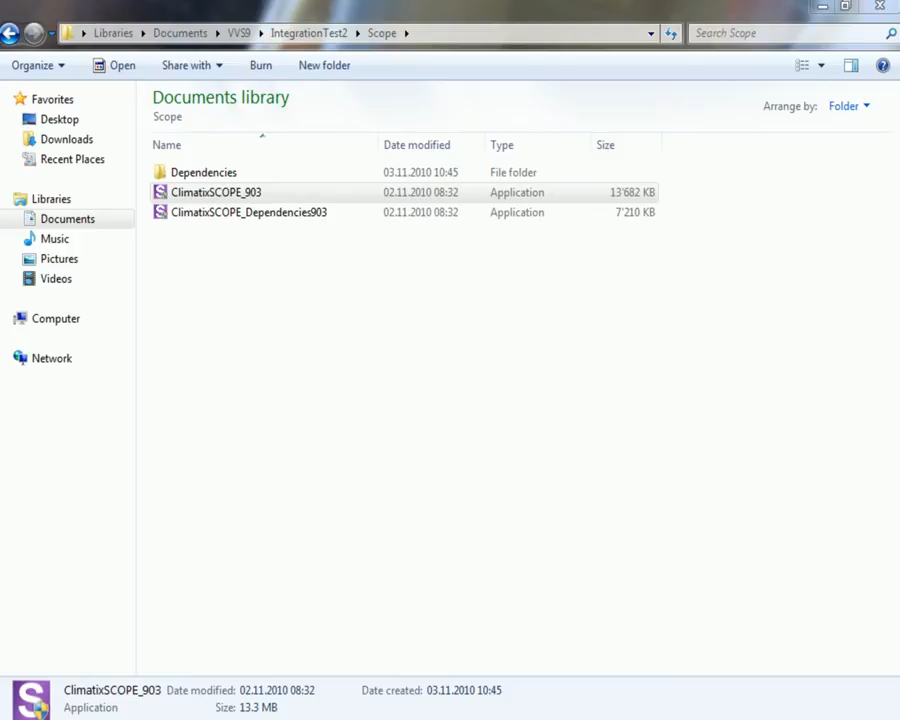 Libraries Documents VVS9 IntegrationTest2 Scope Search Scope
Organize Open Share with Burn New folder
Favorites
Desktop
Downloads
Recent Places
Libraries
Documents
Music
Pictures
Videos
Computer
Network
Documents library
Scope
Arrange by: Folder
Name Date modified Type Size
Dependencies 03.11.2010 10:45 File folder
ClimatixSCOPE_903 02.11.2010 08:32 Application 13'682 KB
ClimatixSCOPE_Dependencies903 02.11.2010 08:32 Application 7'210 KB
ClimatixSCOPE_903 Date modified: 02.11.2010 08:32 Date created: 03.11.2010 10:45
Application Size: 13.3 MB